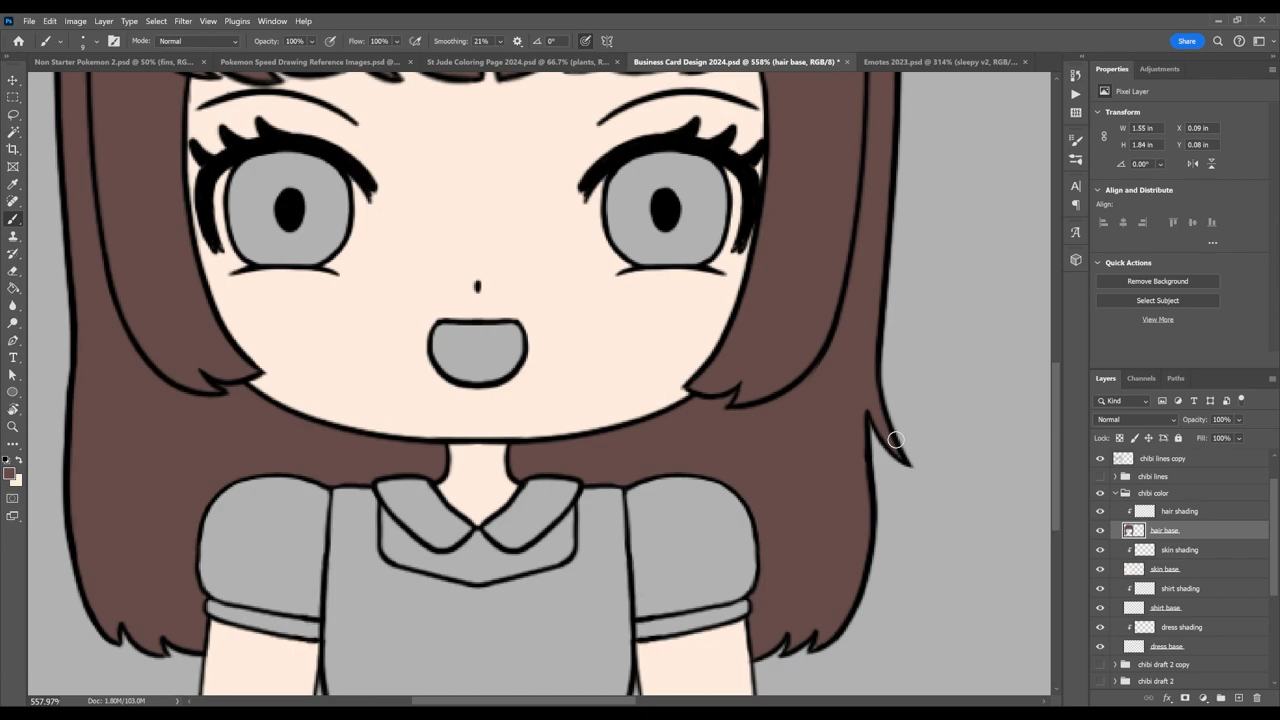 Ps File Edit Image Layer Type Select Filter View Plugins Window Help
9 Mode: Normal Opacity: 100% Flow: 100% Smoothing: 21% 0° Share
Non Starter Pokemon 2.psd @ 50% (fins, RG... × Pokemon Speed Drawing Reference Images.psd @... × St Jude Coloring Page 2024.psd @ 66.7% (plants, R... × Business Card Design 2024.psd @ 558% (hair base, RGB/8) * × Emotes 2023.psd @ 314% (sleepy v2, RGB/8) ×
Properties Adjustments
Pixel Layer
Transform
W 1.55 in X 0.09 in
H 1.84 in Y 0.08 in
0.00°
Align and Distribute
Align:
Quick Actions
Remove Background
Select Subject
View More
Layers Channels Paths
Kind
Normal Opacity: 100%
Lock: Fill: 100%
chibi lines copy
chibi lines
chibi color
hair shading
hair base
skin shading
skin base
shirt shading
shirt base
dress shading
dress base
chibi draft 2 copy
chibi draft 2
557.979 Doc: 1.80M/103.0M